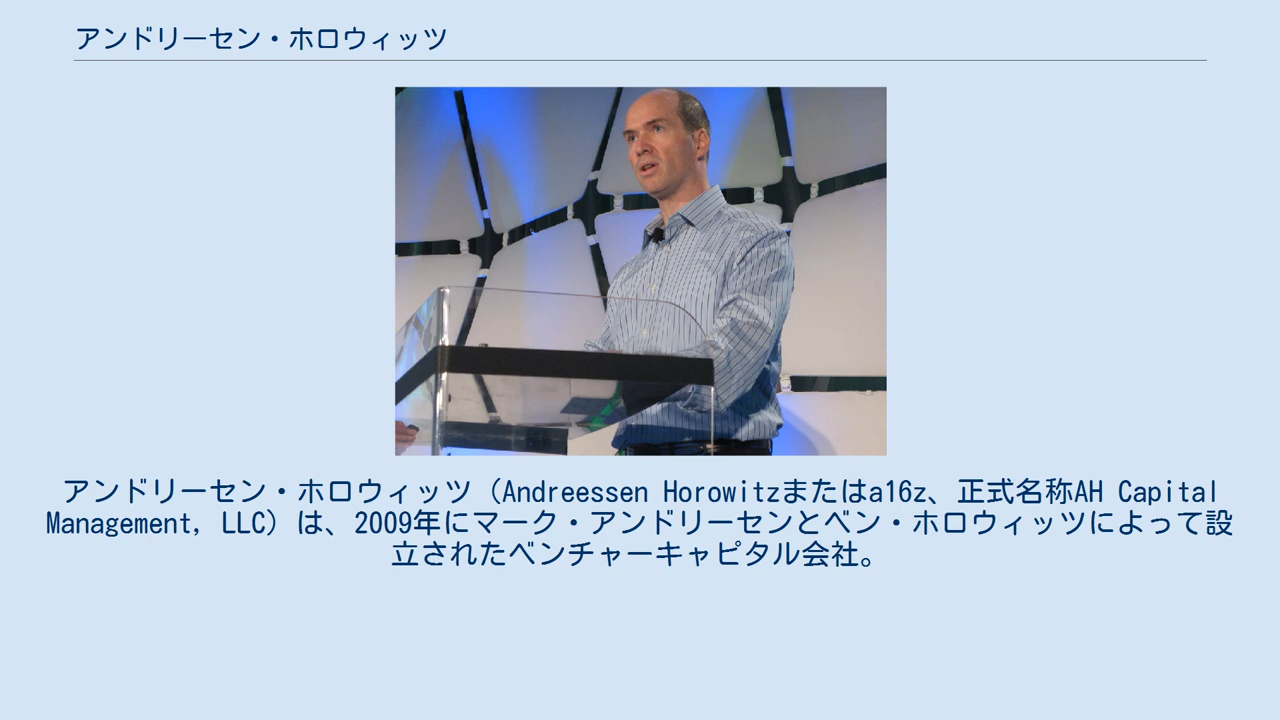 アンドリーセン・ホロウィッツ
アンドリーセン・ホロウィッツ（Andreessen Horowitzまたはa16z、正式名称AH Capital
Management, LLC）は、2009年にマーク・アンドリーセンとベン・ホロウィッツによって設
立されたベンチャーキャピタル会社。